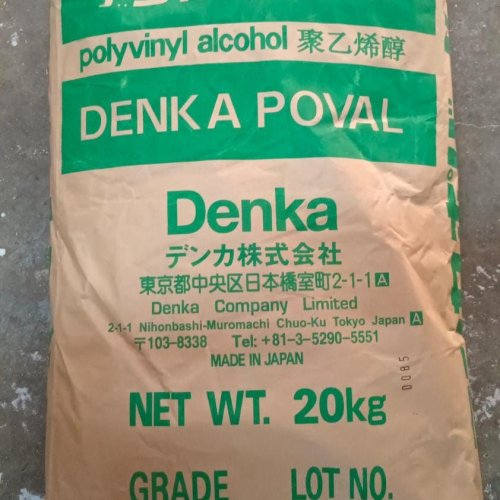 polyvinyl alcohol 聚乙烯醇
DENKA POVAL
Denka
デンカ株式会社
東京都中央区日本橋室町2-1-1 A
Denka Company Limited
2-1-1 Nihonbashi-Muromachi Chuo-Ku Tokyo Japan A
〒103-8338 Tel: +81-3-5290-5551
MADE IN JAPAN
0085
NET WT. 20kg
GRADE LOT NO.